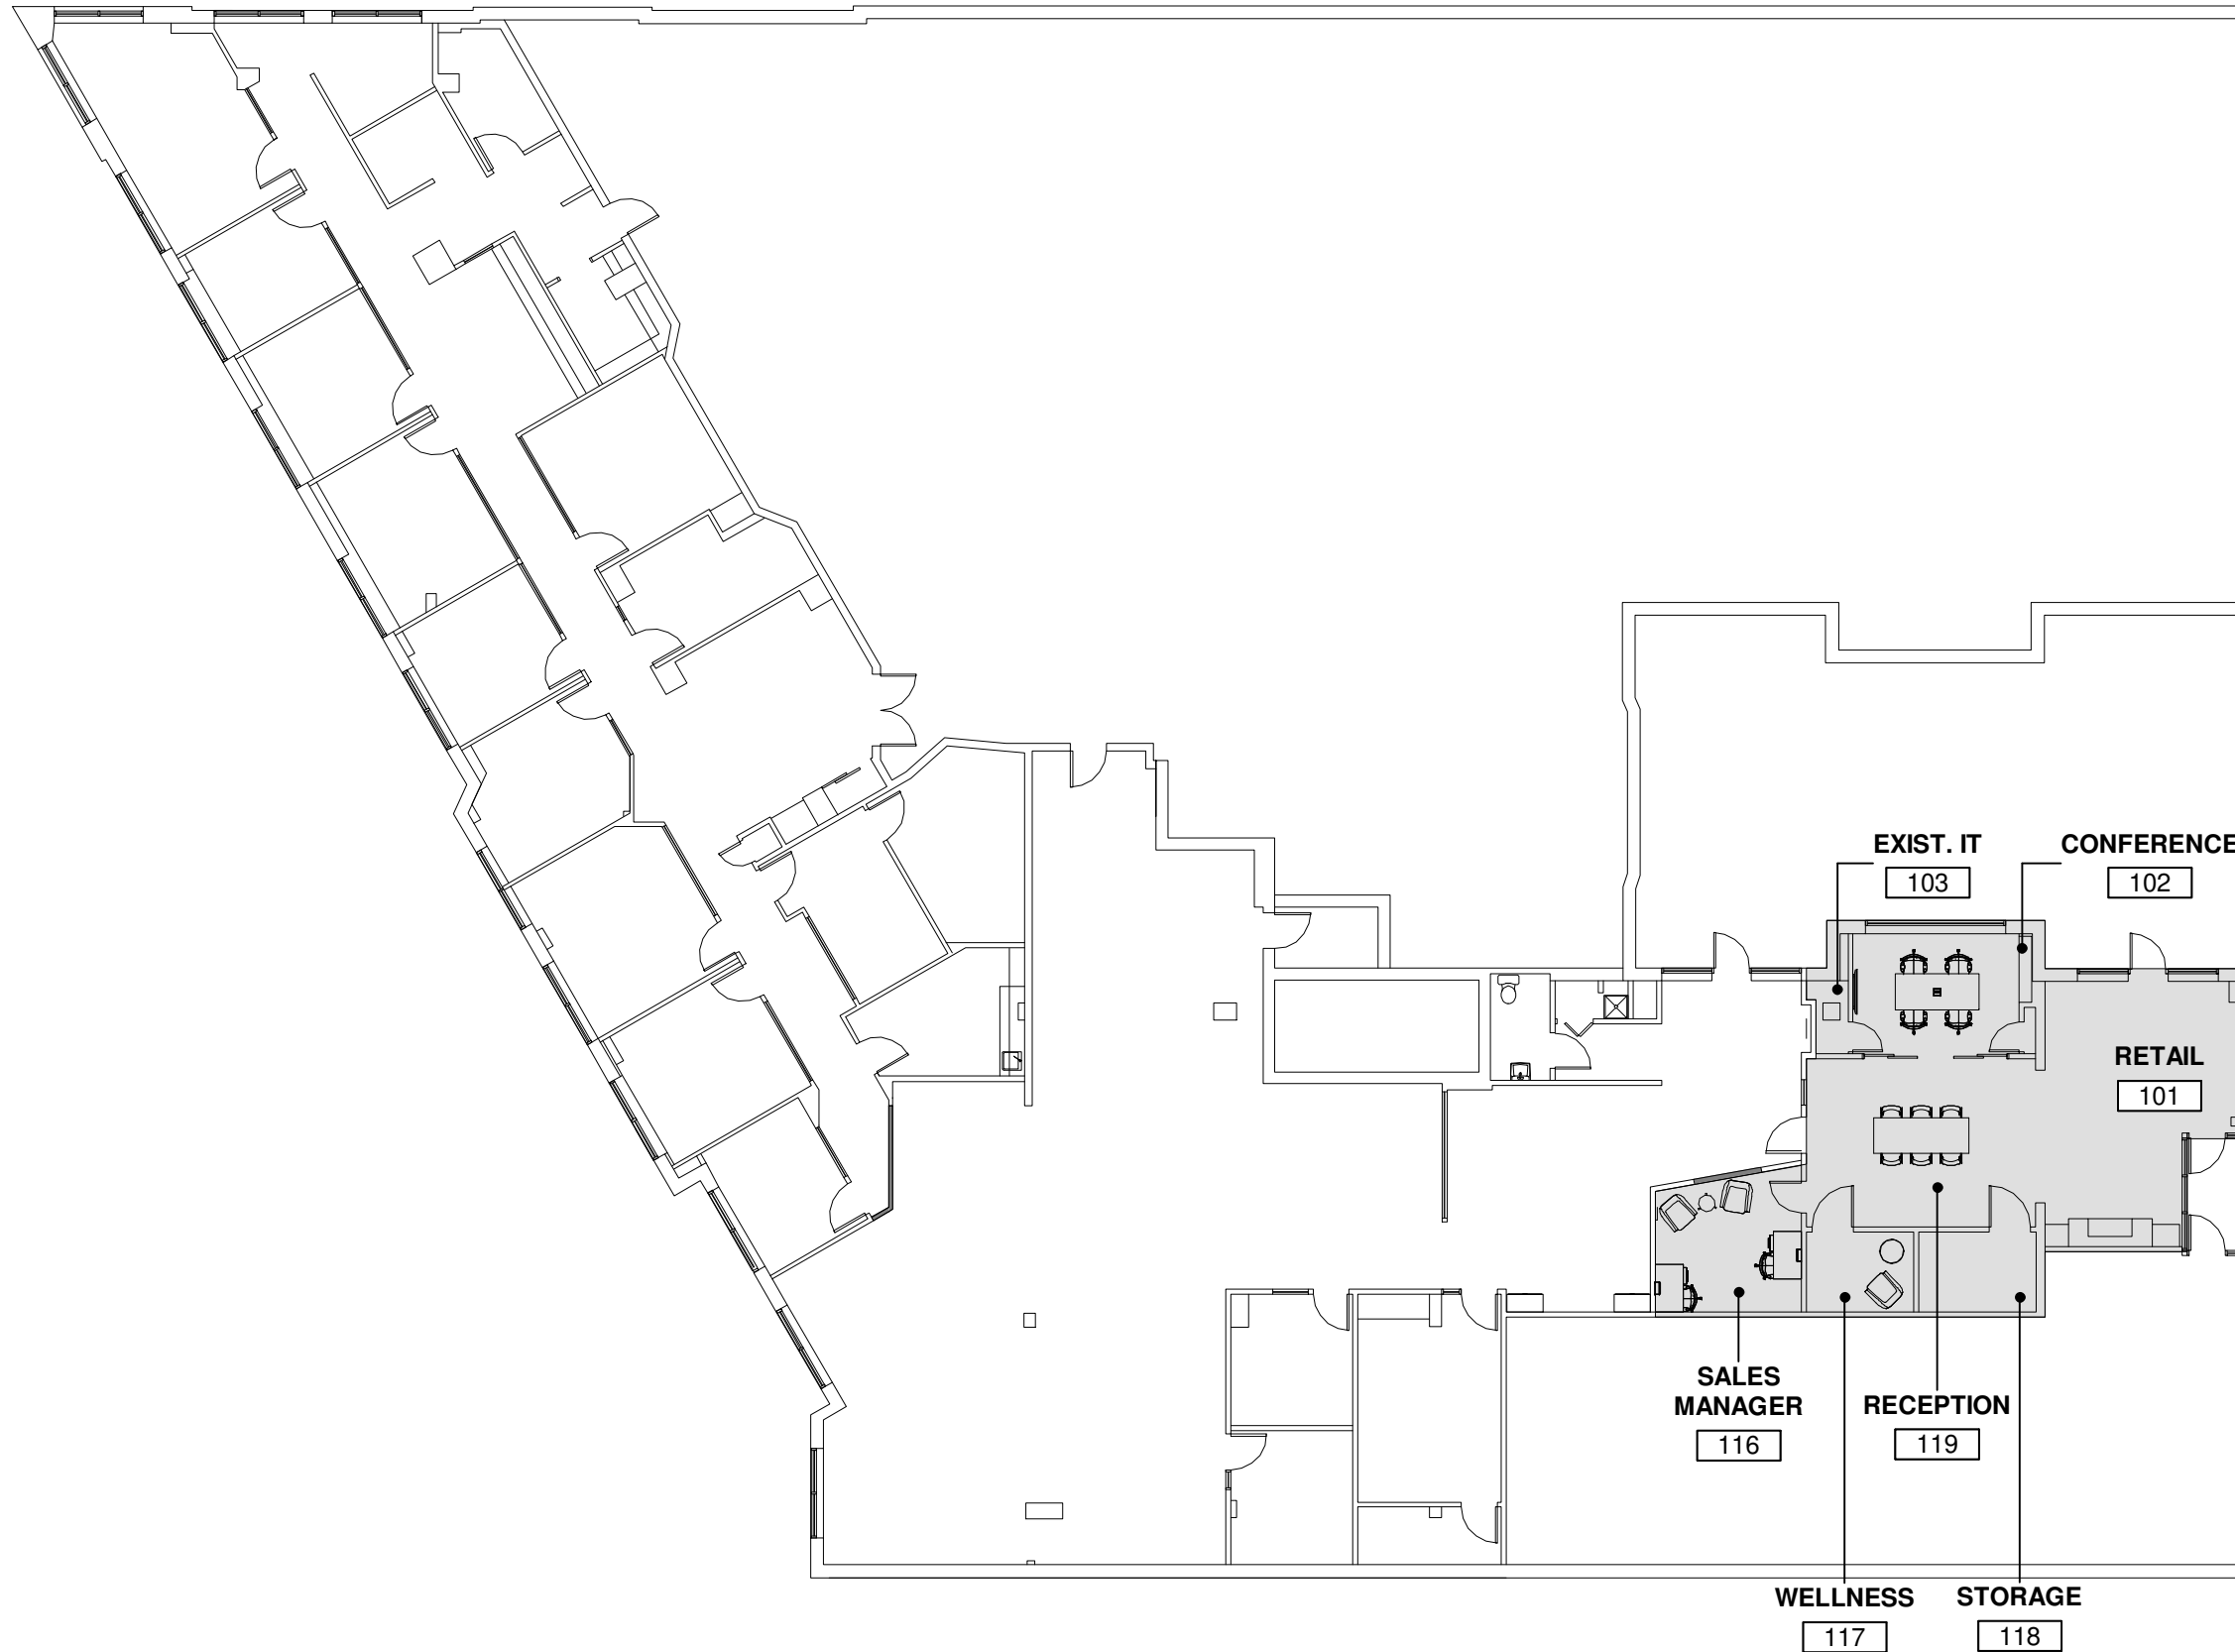 EXIST. IT
103
CONFERENCE
102
RETAIL
101
SALES
MANAGER
116
RECEPTION
119
WELLNESS
117
STORAGE
118